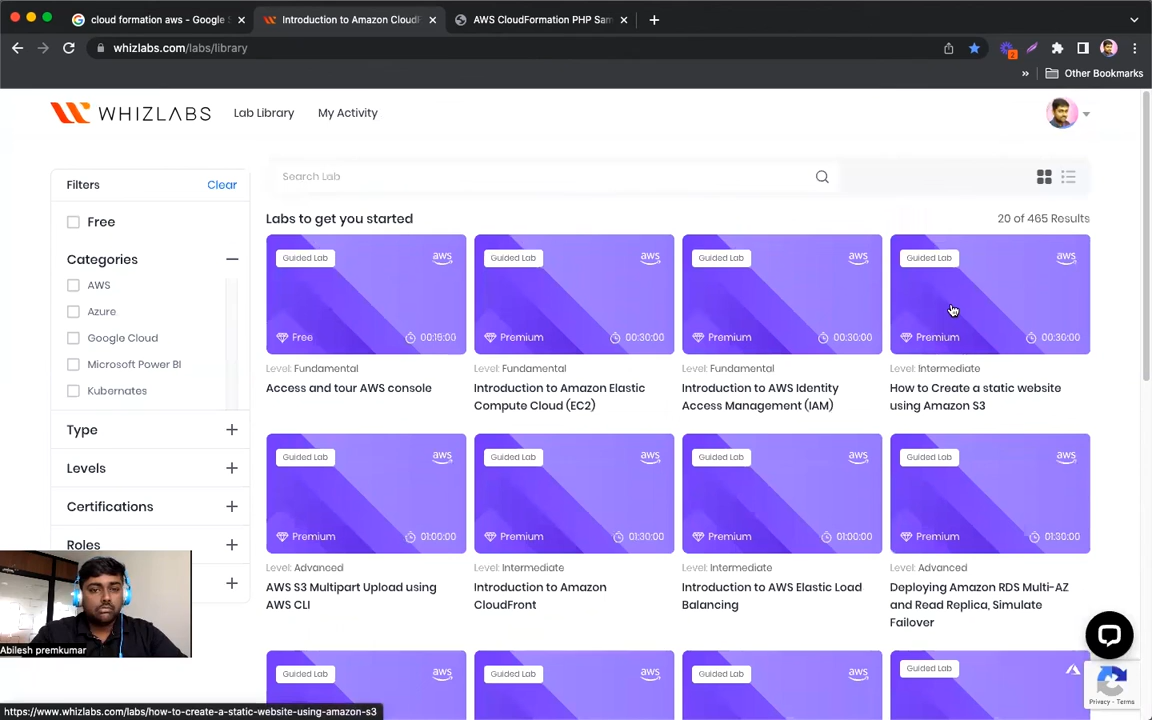 cloud formation aws - Google S
Introduction to Amazon CloudF
AWS CloudFormation PHP Sam
whizlabs.com/labs/library
2
» Other Bookmarks
WHIZLABS
Lab Library
My Activity
Filters
Clear
Free
Categories
AWS
Azure
Google Cloud
Microsoft Power BI
Kubernates
Type
Levels
Certifications
Roles
Search Lab
Labs to get you started
20 of 465 Results
Guided Lab
aws
Free
00:15:00
Level: Fundamental
Access and tour AWS console
Guided Lab
aws
Premium
00:30:00
Level: Fundamental
Introduction to Amazon Elastic
Compute Cloud (EC2)
Guided Lab
aws
Premium
00:30:00
Level: Fundamental
Introduction to AWS Identity
Access Management (IAM)
Guided Lab
aws
Premium
00:30:00
Level: Intermediate
How to Create a static website
using Amazon S3
Guided Lab
aws
Premium
01:00:00
Level: Advanced
AWS S3 Multipart Upload using
AWS CLI
Guided Lab
aws
Premium
01:30:00
Level: Intermediate
Introduction to Amazon
CloudFront
Guided Lab
aws
Premium
01:00:00
Level: Intermediate
Introduction to AWS Elastic Load
Balancing
Guided Lab
aws
Premium
01:30:00
Level: Advanced
Deploying Amazon RDS Multi-AZ
and Read Replica, Simulate
Failover
Guided Lab
aws
Guided Lab
aws
Guided Lab
aws
Guided Lab
Abilesh premkumar
Privacy - Terms
https://www.whizlabs.com/labs/how-to-create-a-static-website-using-amazon-s3